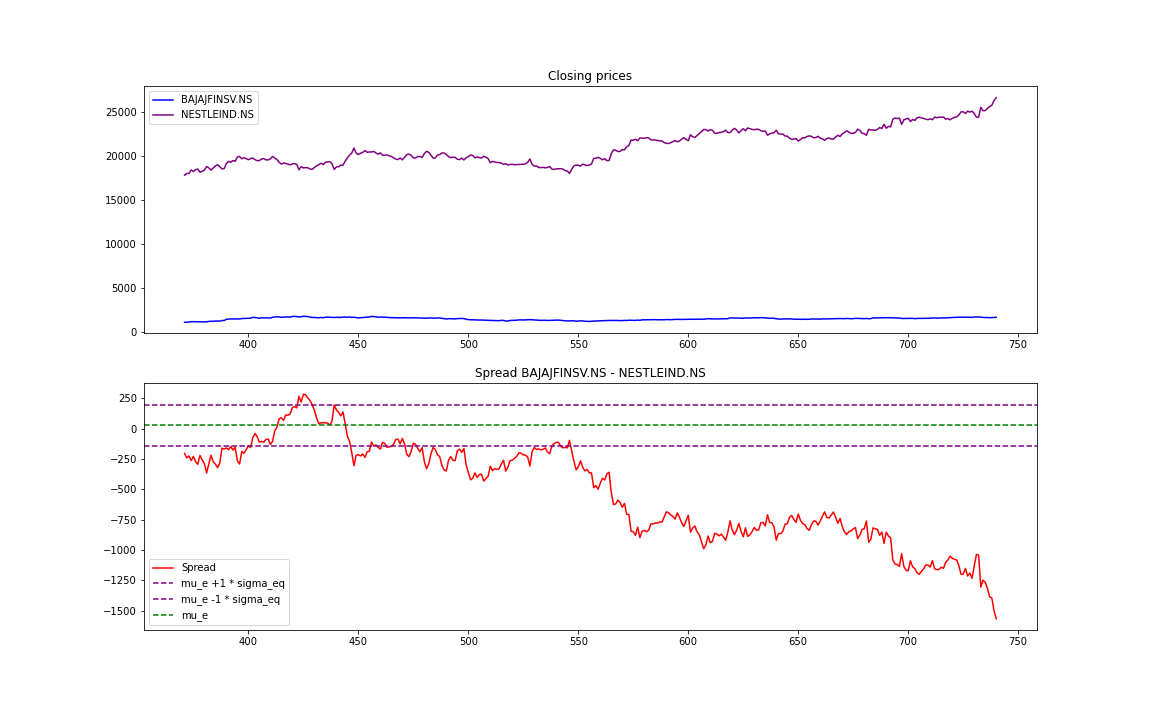 Closing prices
BAJAJFINSV.NS
NESTLEIND.NS
25000
20000
15000
10000
5000
0
400 450 500 550 600 650 700 750
Spread BAJAJFINSV.NS - NESTLEIND.NS
250
0
−250
−500
−750
−1000
−1250
−1500
Spread
mu_e +1 * sigma_eq
mu_e -1 * sigma_eq
mu_e
400 450 500 550 600 650 700 750